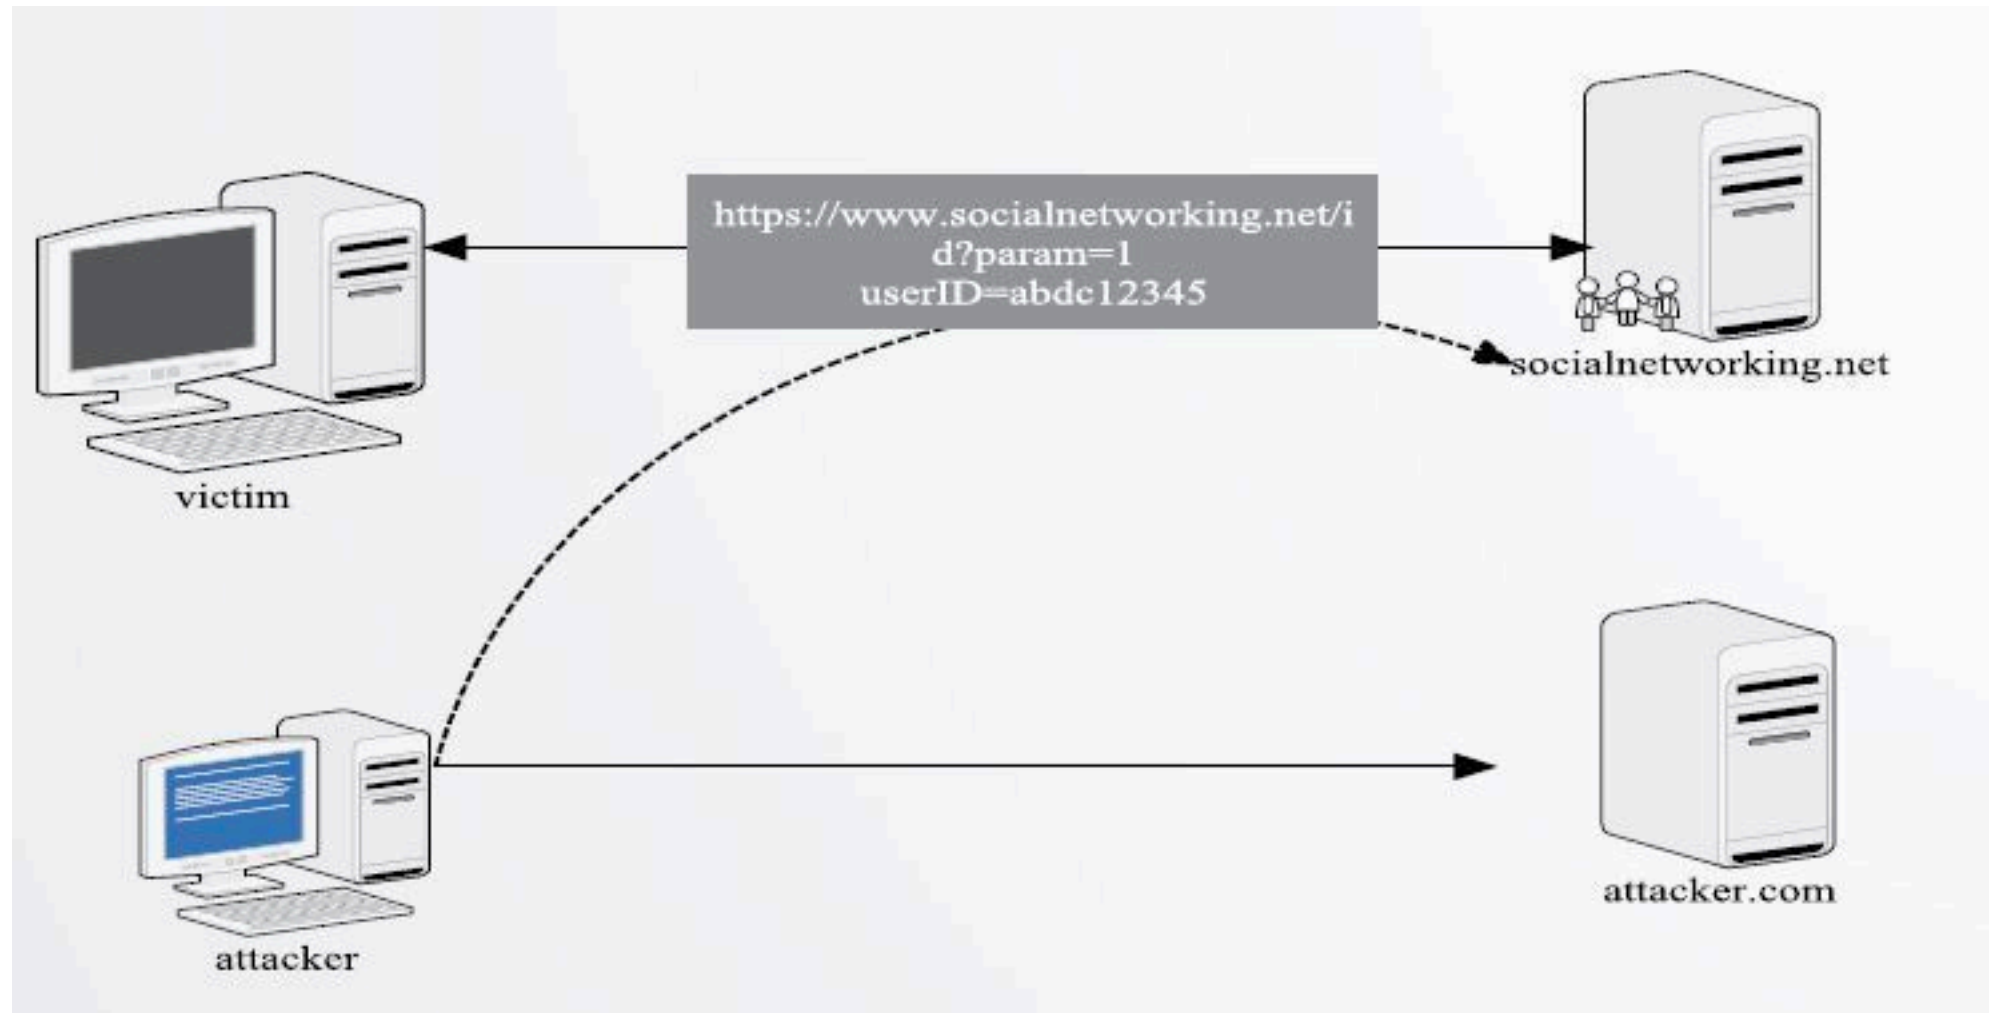 https://www.socialnetworking.net/i
d?param=1
userID=abdc12345
socialnetworking.net
victim
attacker.com
attacker